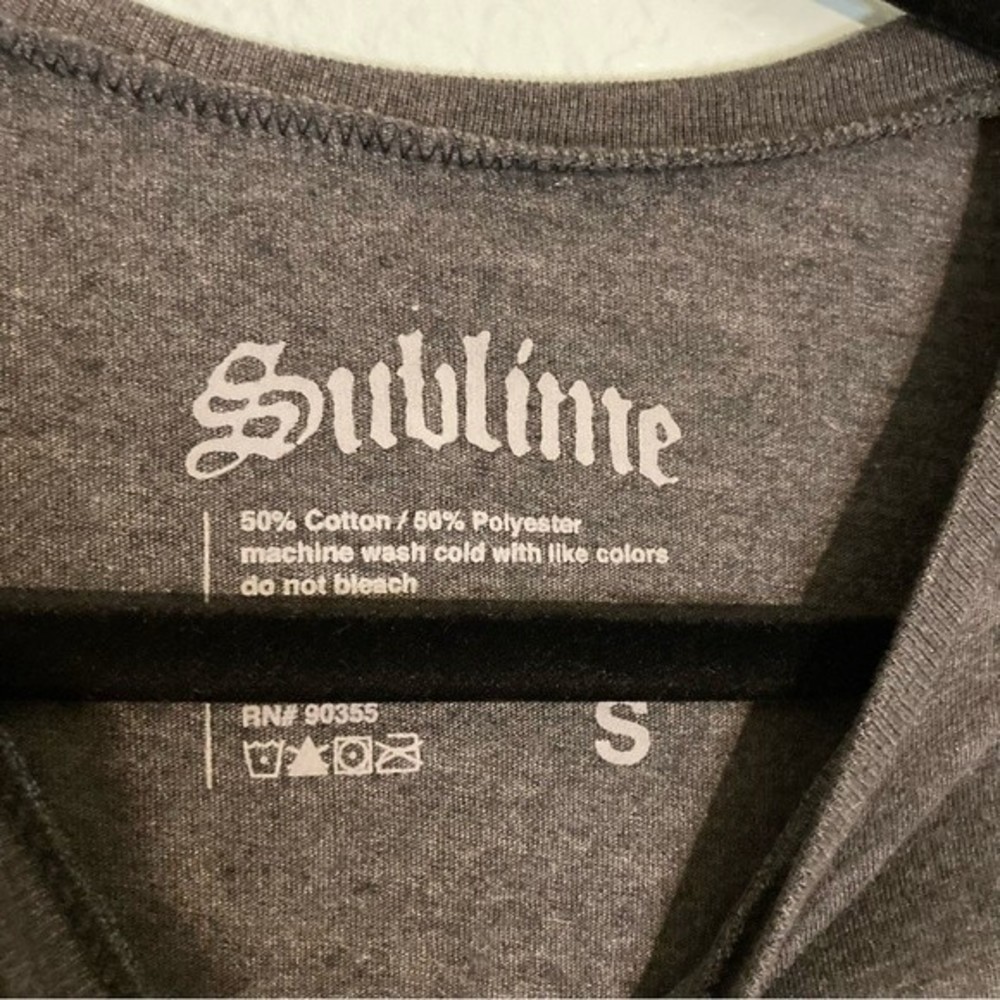 Sublime
50% Cotton / 50% Polyester
machine wash cold with like colors
do not bleach
RN# 90355
S